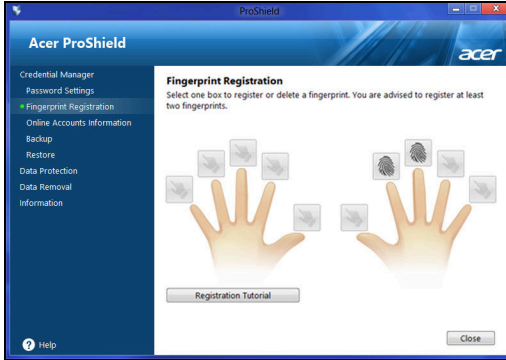 ProShield
Acer ProShield
acer
Credential Manager
Password Settings
Fingerprint Registration
Online Accounts Information
Backup
Restore
Data Protection
Data Removal
Information
Fingerprint Registration
Select one box to register or delete a fingerprint. You are advised to register at least
two fingerprints.
Registration Tutorial
? Help
Close